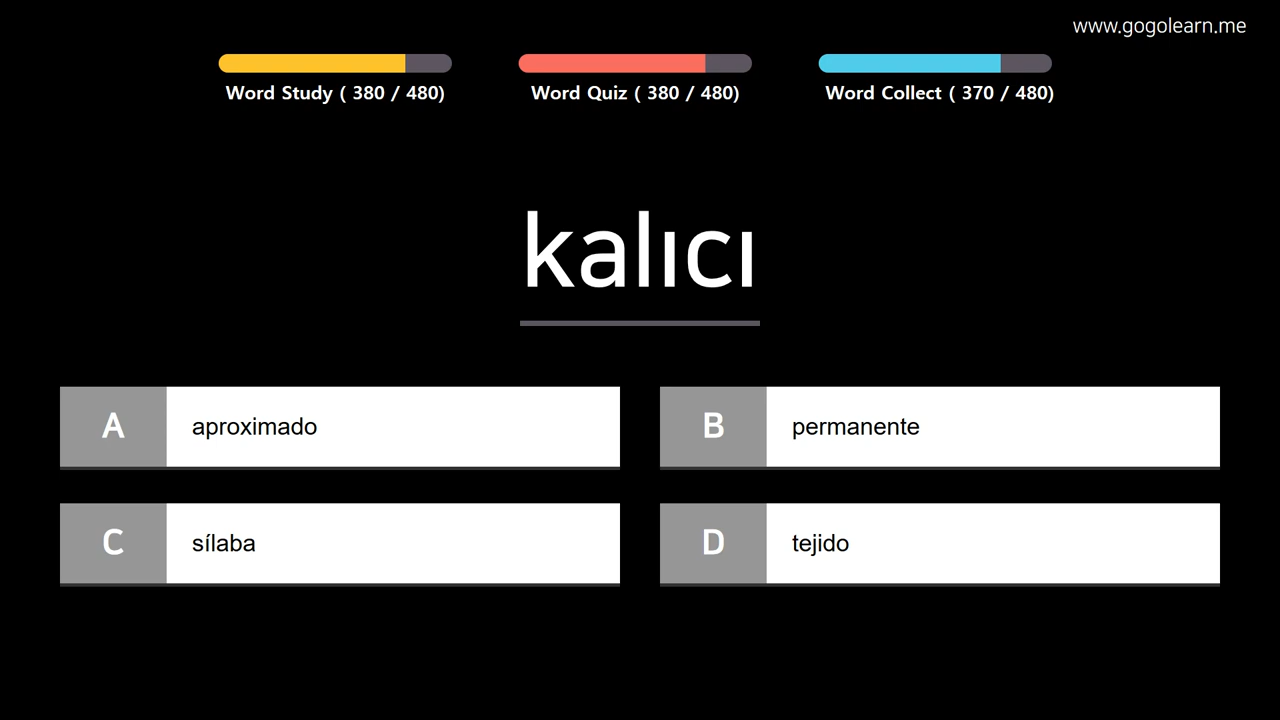 www.gogolearn.me
Word Study ( 380 / 480)
Word Quiz ( 380 / 480)
Word Collect ( 370 / 480)
kalıcı
A aproximado
B permanente
C sílaba
D tejido